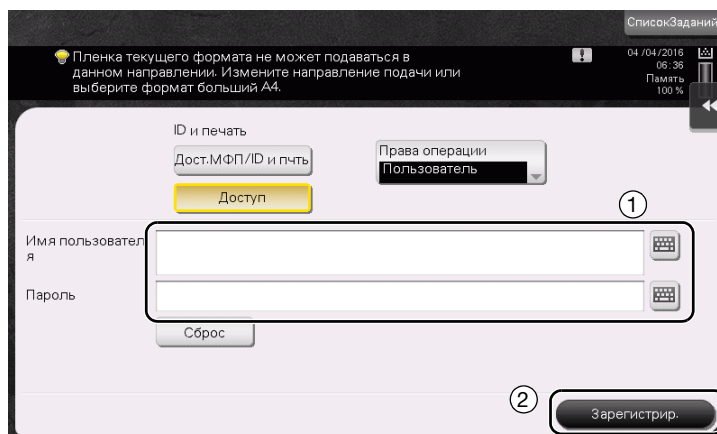 СписокЗаданий
Пленка текущего формата не может подаваться в
данном направлении. Измените направление подачи или
выберите формат больший А4.
04/04/2016
06:36
Память
100 %
ID и печать
Дост.МФП/ID и пчть
Права операции
Пользователь
Доступ
1
Имя пользовател
я
Пароль
Сброс
2
Зарегистрир.